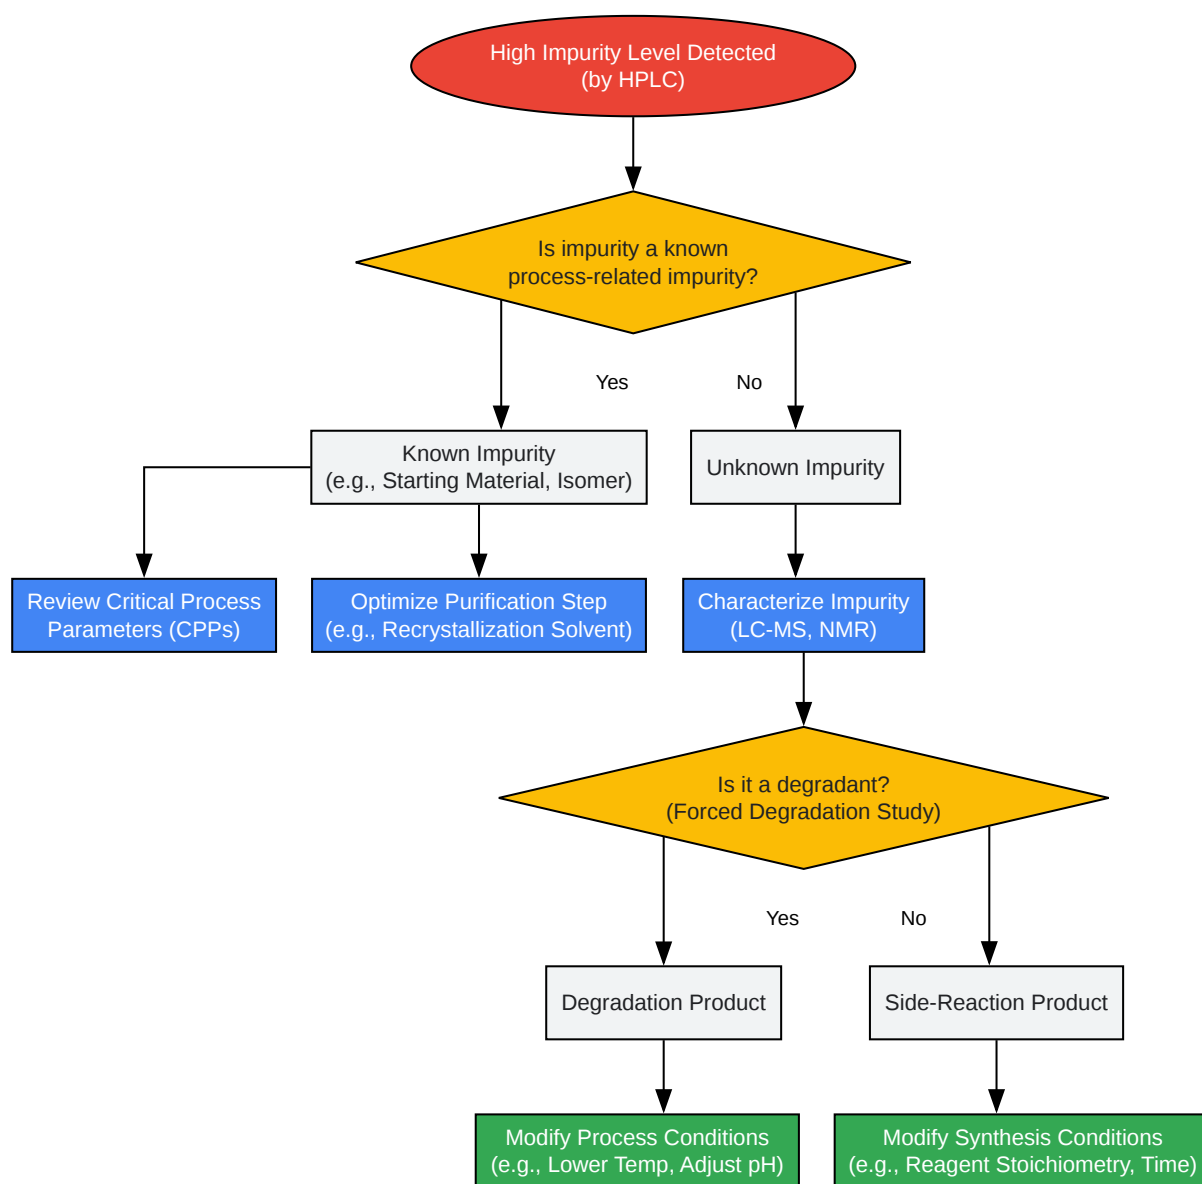 High Impurity Level Detected
(by HPLC)
Is impurity a known
process-related impurity?
Yes
No
Known Impurity
(e.g., Starting Material, Isomer)
Unknown Impurity
Review Critical Process
Parameters (CPPs)
Optimize Purification Step
(e.g., Recrystallization Solvent)
Characterize Impurity
(LC-MS, NMR)
Is it a degradant?
(Forced Degradation Study)
Yes
No
Degradation Product
Side-Reaction Product
Modify Process Conditions
(e.g., Lower Temp, Adjust pH)
Modify Synthesis Conditions
(e.g., Reagent Stoichiometry, Time)